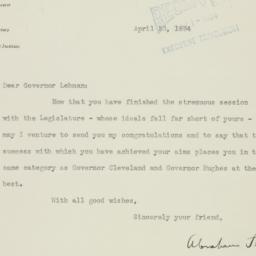 April 30, 1934
EXECUTIVE
Dear Governor Lehman:
Now that you have finished the strenuous session
with the Legislature - whose ideals fall far short of yours -
may I venture to send you my congratulations and to say that t
success with which you have achieved your aims places you in t
same category as Governor Cleveland and Governor Hughes at the
best.
With all good wishes,
Sincerely your friend,
Abraham